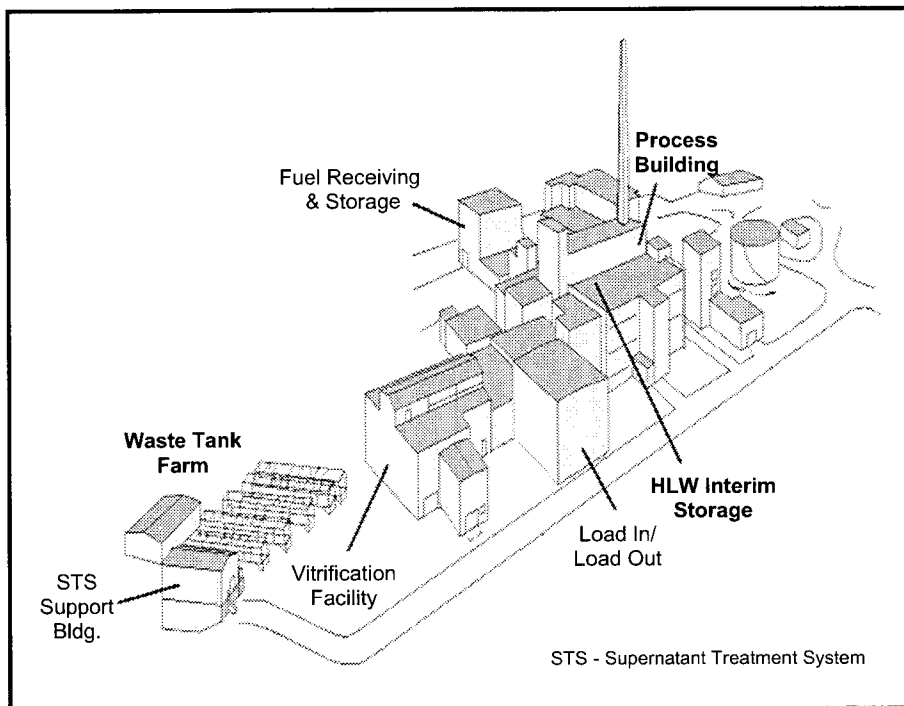 Process
Building
Fuel Receiving
& Storage
Waste Tank
Farm
HLW Interim
Storage
Load In/
Load Out
Vitrification
Facility
STS
Support
Bldg.
STS - Supernatant Treatment System